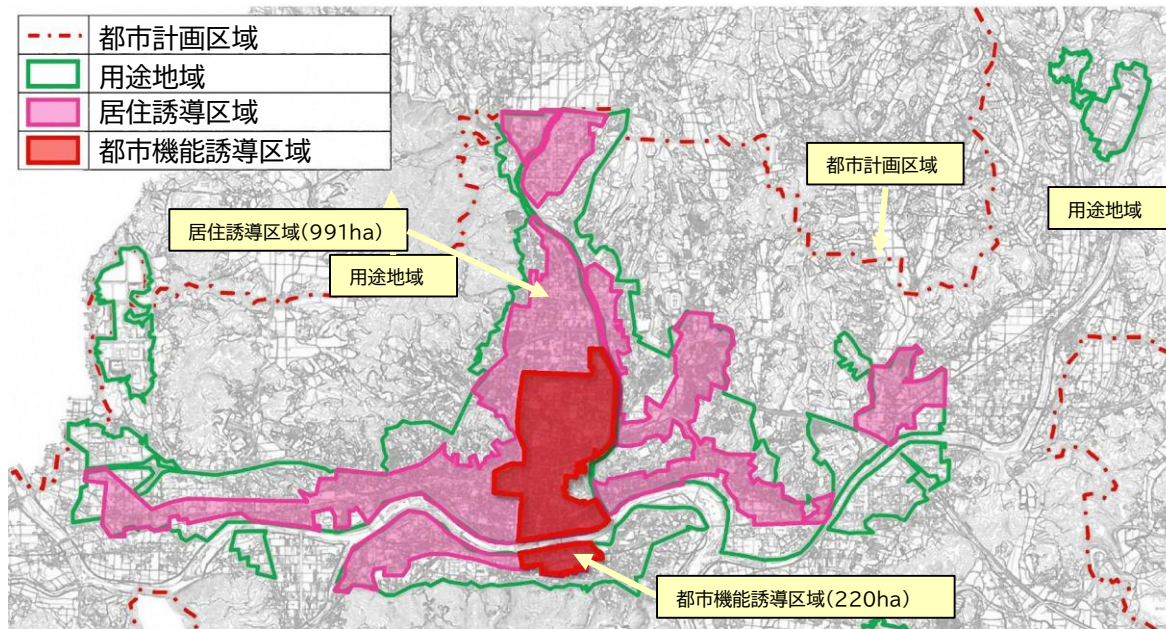 都市計画区域
用途地域
居住誘導区域
都市機能誘導区域
都市計画区域
用途地域
居住誘導区域(991ha)
用途地域
都市機能誘導区域(220ha)